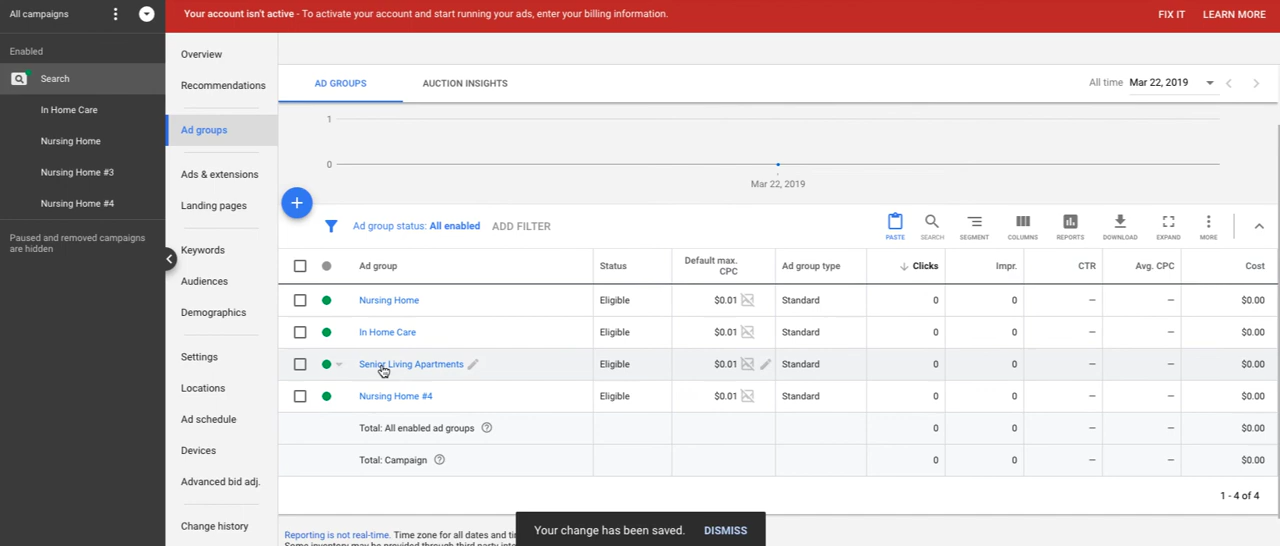 All campaigns
Your account isn't active - To activate your account and start running your ads, enter your billing information.
FIX IT
LEARN MORE
Enabled
Search
In Home Care
Nursing Home
Nursing Home #3
Nursing Home #4
Paused and removed campaigns
are hidden
Overview
Recommendations
Ad groups
Ads & extensions
Landing pages
Keywords
Audiences
Demographics
Settings
Locations
Ad schedule
Devices
Advanced bid adj.
Change history
AD GROUPS
AUCTION INSIGHTS
All time Mar 22, 2019
1
0
Mar 22, 2019
Ad group status: All enabled ADD FILTER
PASTE
SEARCH
SEGMENT
COLUMNS
REPORTS
DOWNLOAD
EXPAND
MORE
Ad group
Status
Default max.
CPC
Ad group type
Clicks
Impr.
CTR
Avg. CPC
Cost
Nursing Home Eligible $0.01 Standard 0 0 – – $0.00
In Home Care Eligible $0.01 Standard 0 0 – – $0.00
Senior Living Apartments Eligible $0.01 Standard 0 0 – – $0.00
Nursing Home #4 Eligible $0.01 Standard 0 0 – – $0.00
Total: All enabled ad groups 0 0 – – $0.00
Total: Campaign 0 0 – – $0.00
1 - 4 of 4
Your change has been saved. DISMISS
Reporting is not real-time. Time zone for all dates and
Some inventory may be provided through third party